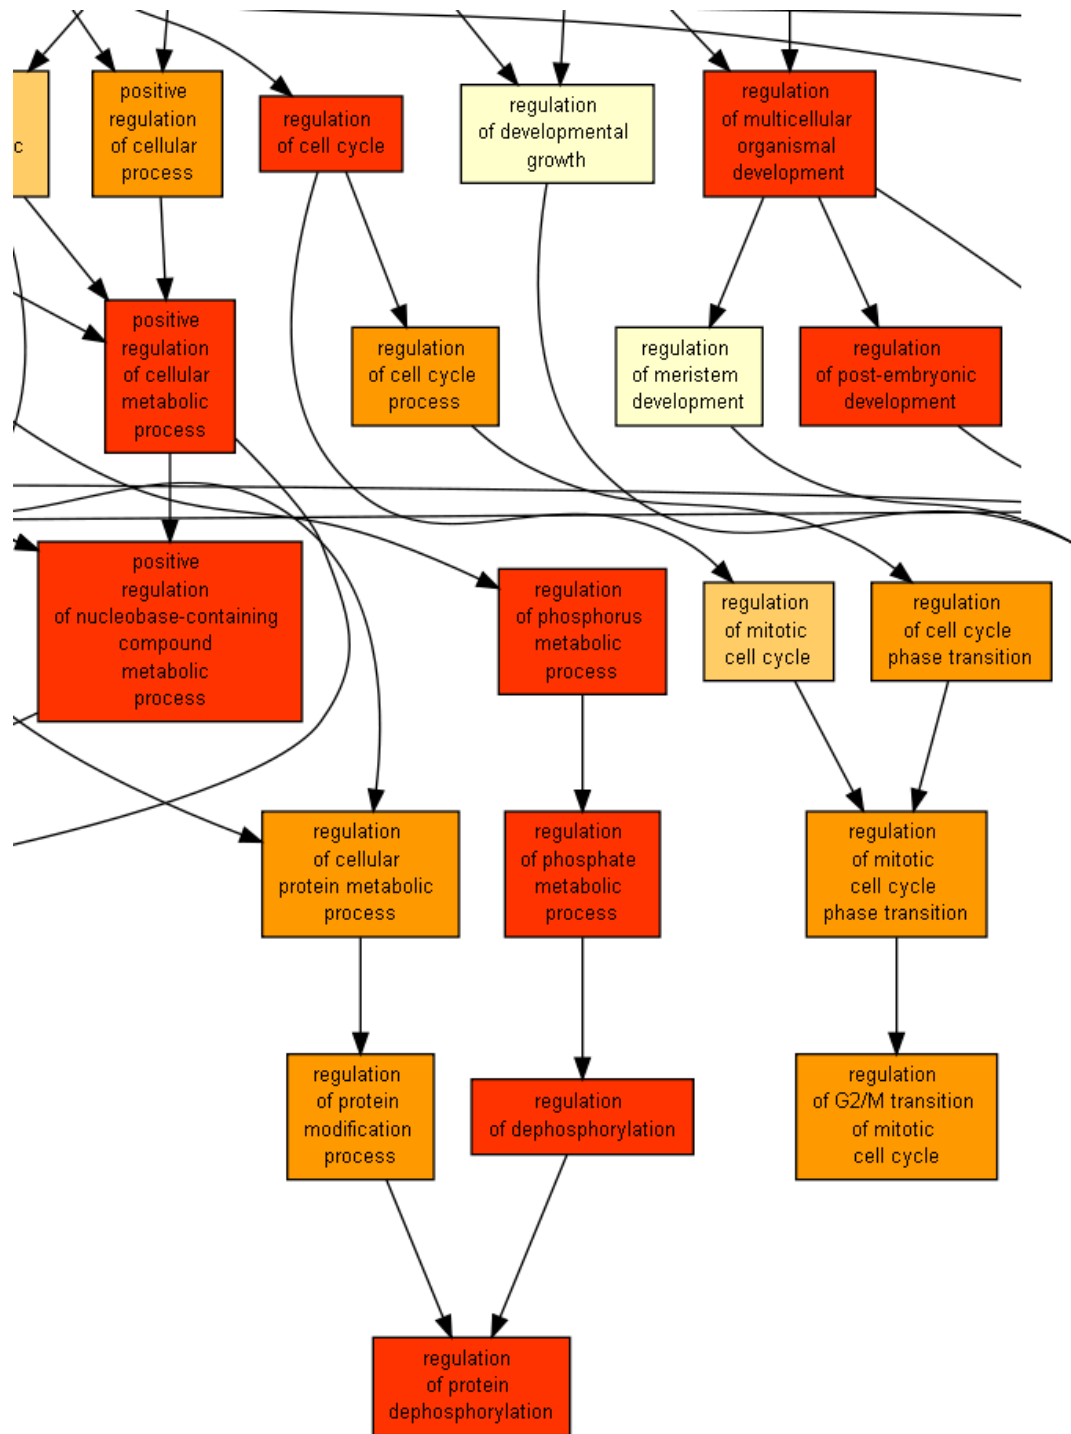 c
positive
regulation
of cellular
process
regulation
of cell cycle
regulation
of developmental
growth
regulation
of multicellular
organismal
development
positive
regulation
of cellular
metabolic
process
regulation
of cell cycle
process
regulation
of meristem
development
regulation
of post-embryonic
development
positive
regulation
of nucleobase-containing
compound
metabolic
process
regulation
of phosphorus
metabolic
process
regulation
of mitotic
cell cycle
regulation
of cell cycle
phase transition
regulation
of cellular
protein metabolic
process
regulation
of phosphate
metabolic
process
regulation
of mitotic
cell cycle
phase transition
regulation
of protein
modification
process
regulation
of dephosphorylation
regulation
of G2/M transition
of mitotic
cell cycle
regulation
of protein
dephosphorylation